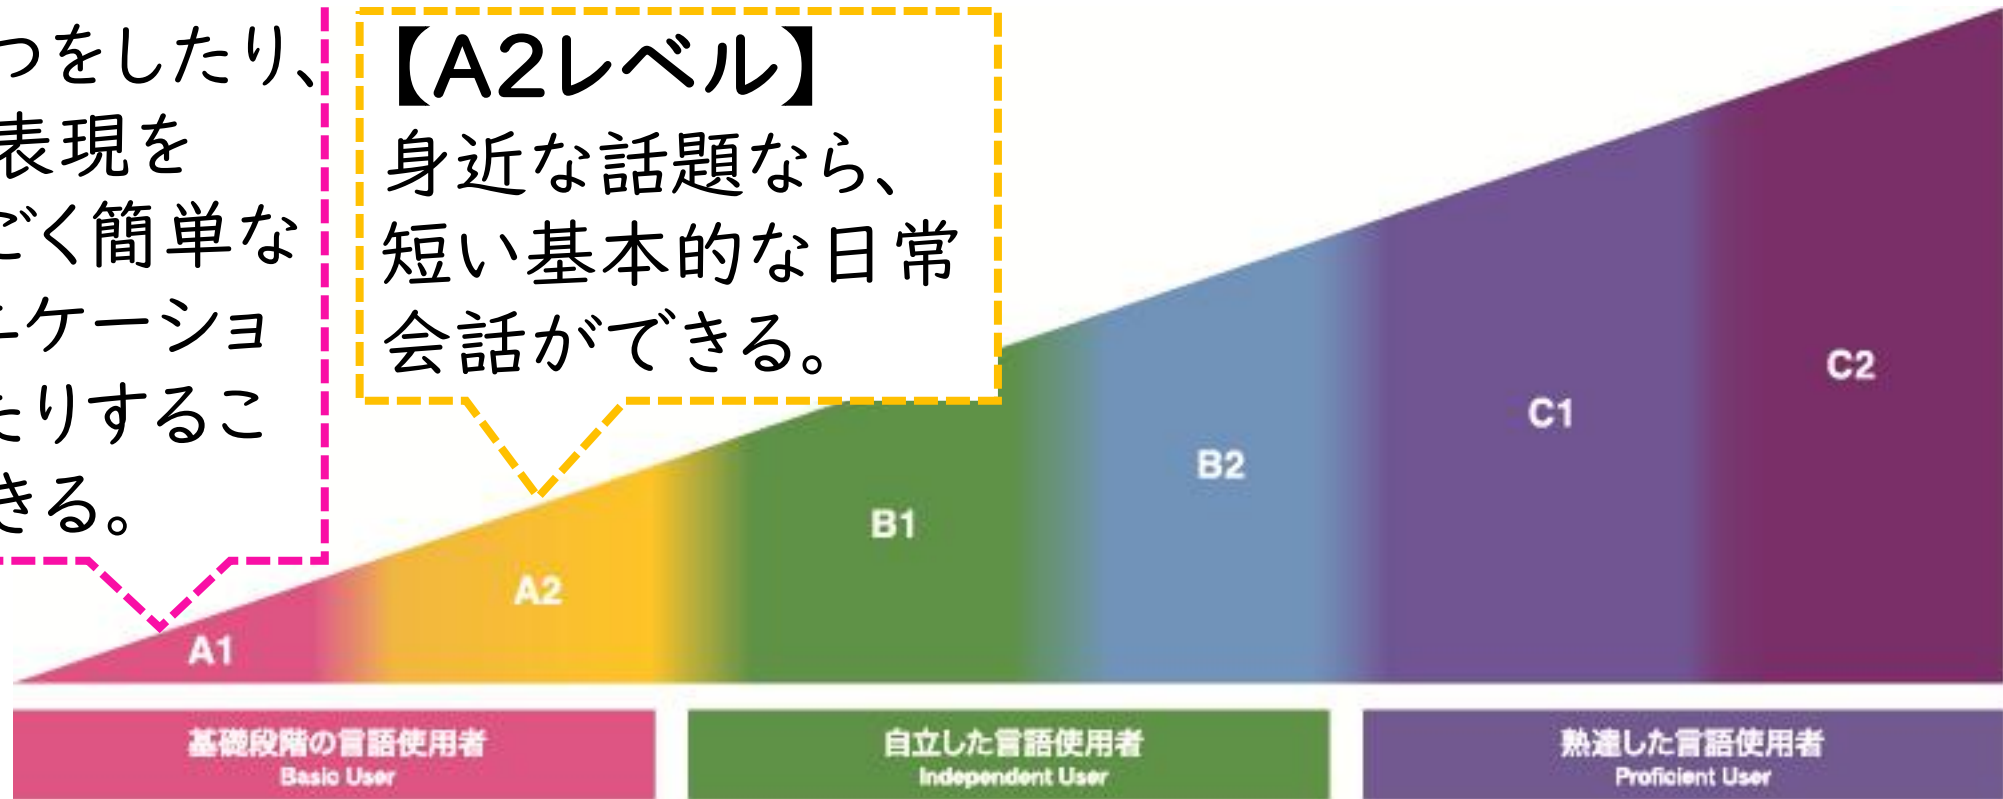 つをしたり、
表現を
ごく簡単な
ニケーショ
たりするこ
きる。
【A2レベル】
身近な話題なら、
短い基本的な日常
会話ができる。
A1
A2
B1
B2
C1
C2
基礎段階の言語使用者
Basic User
自立した言語使用者
Independent User
熟達した言語使用者
Proficient User